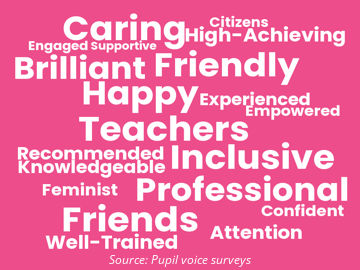 Caring
Citizens
High-Achieving
Engaged Supportive
Brilliant Friendly
Happy
Experienced
Empowered
Teachers
Recommended
Inclusive
Knowledgeable
Feminist
Professional
Friends
Confident
Attention
Well-Trained
Source: Pupil voice surveys